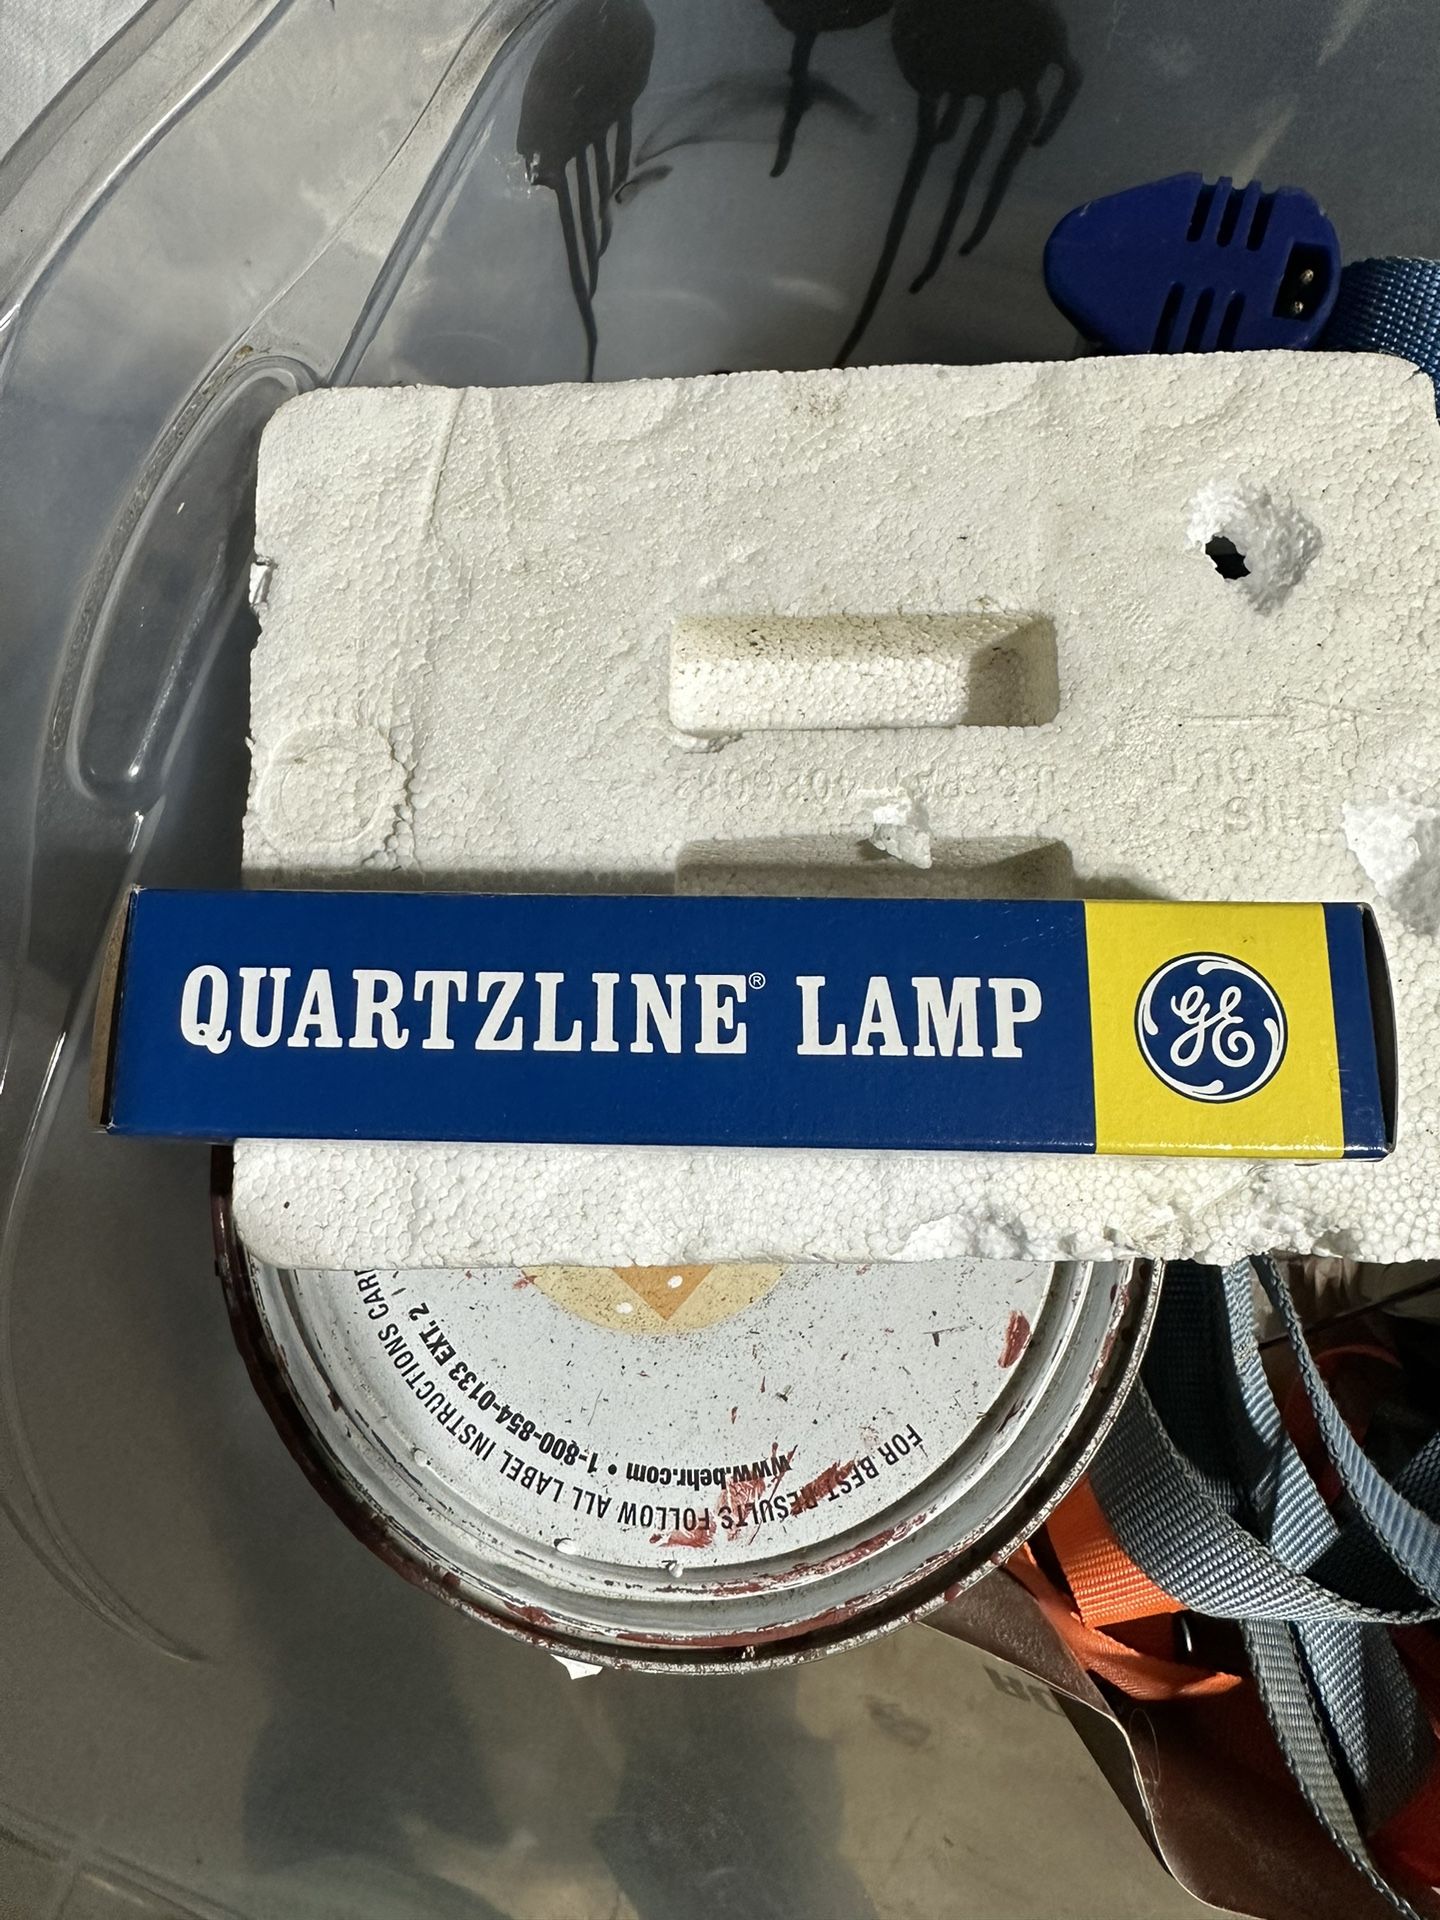 QUARTZLINE® LAMP
GE
FOR BEST RESULTS FOLLOW ALL LABEL INSTRUCTIONS
www.behr.com • 1-800-854-0133 EXT. 2